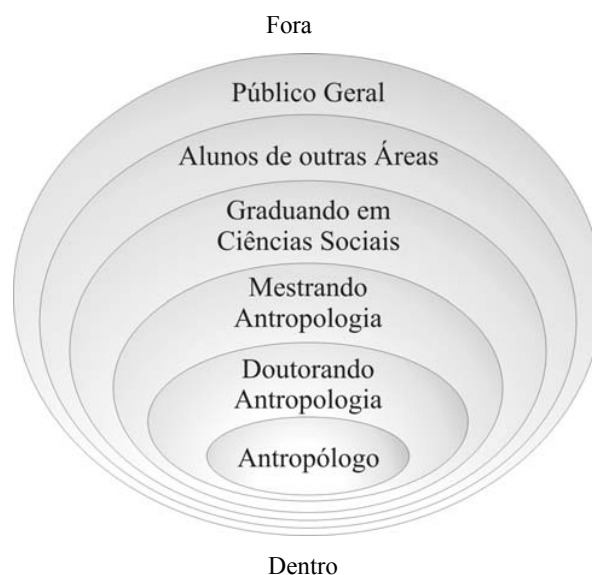 Fora
Público Geral
Alunos de outras Áreas
Graduando em
Ciências Sociais
Mestrando
Antropologia
Doutorando
Antropologia
Antropólogo
Dentro